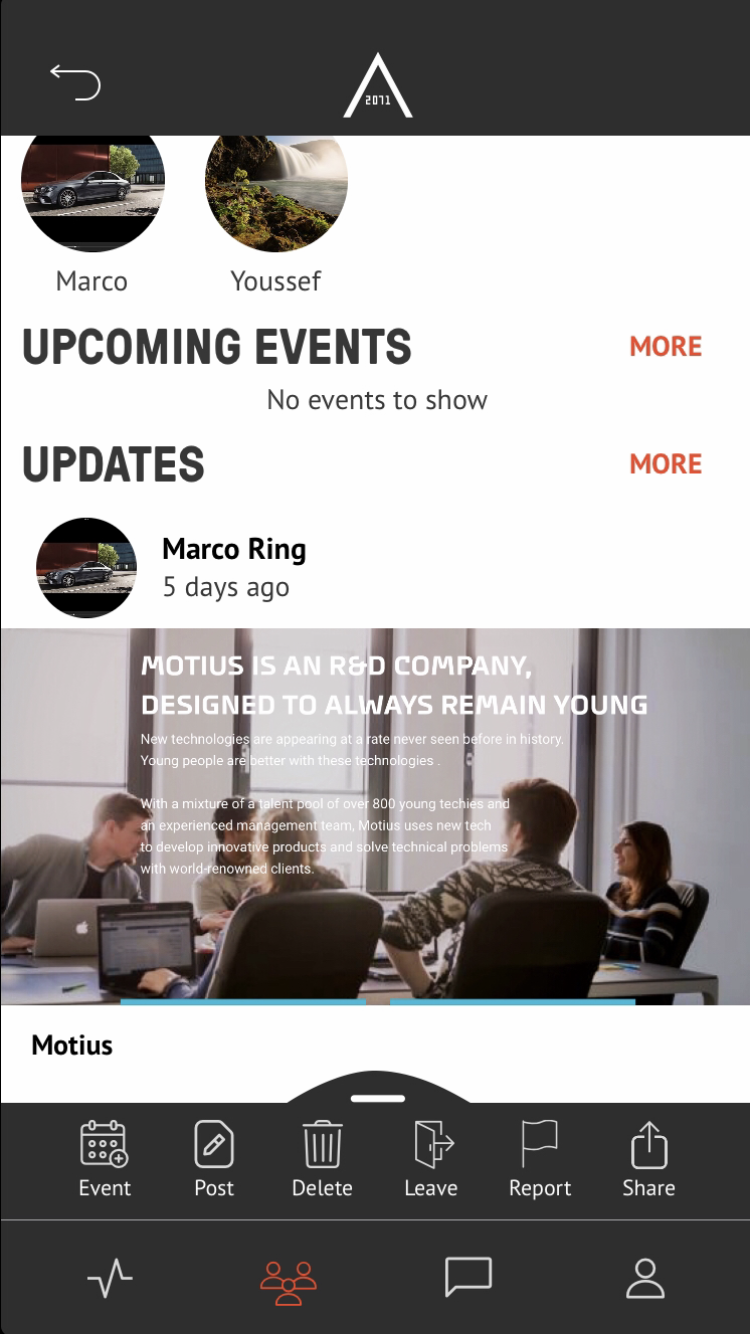 2071
Marco
Youssef
UPCOMING EVENTS
MORE
No events to show
UPDATES
MORE
Marco Ring
5 days ago
MOTIUS IS AN R&D COMPANY,
DESIGNED TO ALWAYS REMAIN YOUNG
New technologies are appearing at a rate never seen before in history.
Young people are better with these technologies .
With a mixture of a talent pool of over 800 young techies and
an experienced management team, Motius uses new tech
to develop innovative products and solve technical problems
with world-renowned clients.
Motius
Event
Post
Delete
Leave
Report
Share